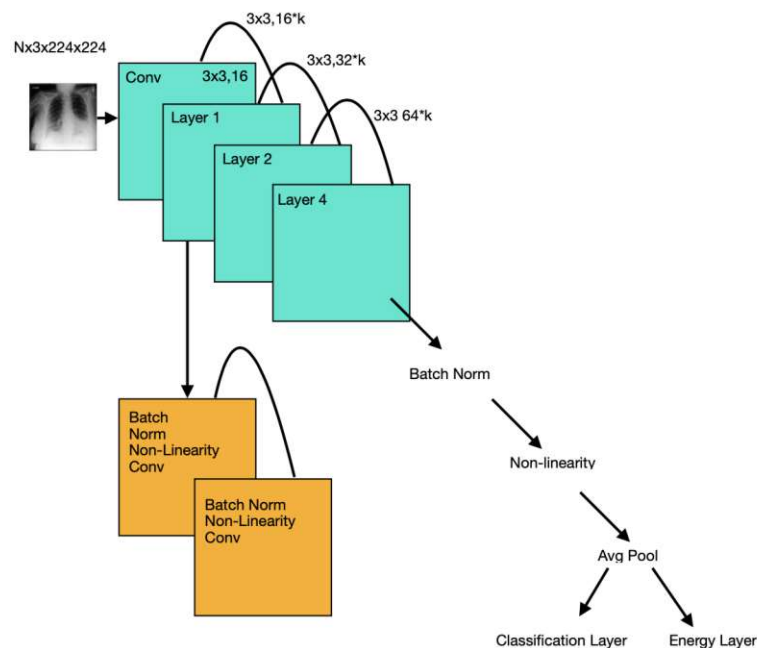 3x3,16*k
Nx3x224x224
3x3,32*k
Conv 3x3,16
3x3 64*k
Layer 1
Layer 2
Layer 4
Batch Norm
Batch
Norm
Non-Linearity
Conv
Non-linearity
Batch Norm
Non-Linearity
Conv
Avg Pool
Classification Layer
Energy Layer